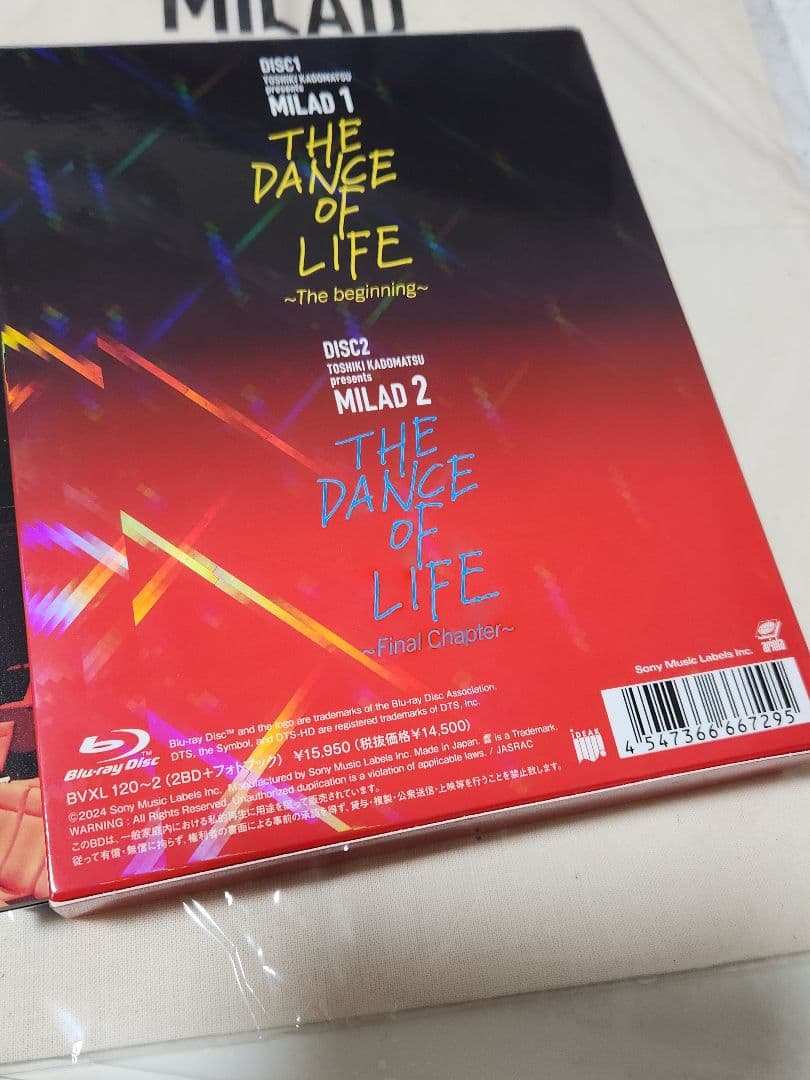 MILAD
DISC1
TOSHIKI KADOMATSU
presents
MILAD 1
THE
DANCE
OF
LIFE
~The beginning~
DISC2
TOSHIKI KADOMATSU
presents
MILAD 2
THE
DANCE
OF
LIFE
~Final Chapter~
ariola
Sony Music Labels Inc.
4 547366 667295
iDEAK
Blu-ray Disc™
Blu-ray Disc™ and the logo are trademarks of the Blu-ray Disc Association.
DTS, the Symbol, and DTS-HD are registered trademarks of DTS, Inc.
BVXL 120~2 (2BD+フォトブック) ¥15,950 (税抜価格¥14,500)
©2024 Sony Music Labels Inc. Manufactured by Sony Music Labels Inc. Made in Japan. is a Trademark.
WARNING : All Rights Reserved. Unauthorized duplication is a violation of applicable laws. / JASRAC
このBDは、一般家庭内における私的再生に用途を限って販売されています。
従って有償・無償に拘らず、権利者の書面による事前の承認を得ず、貸与・複製・公衆送信・上映等を行うことを禁止致します。